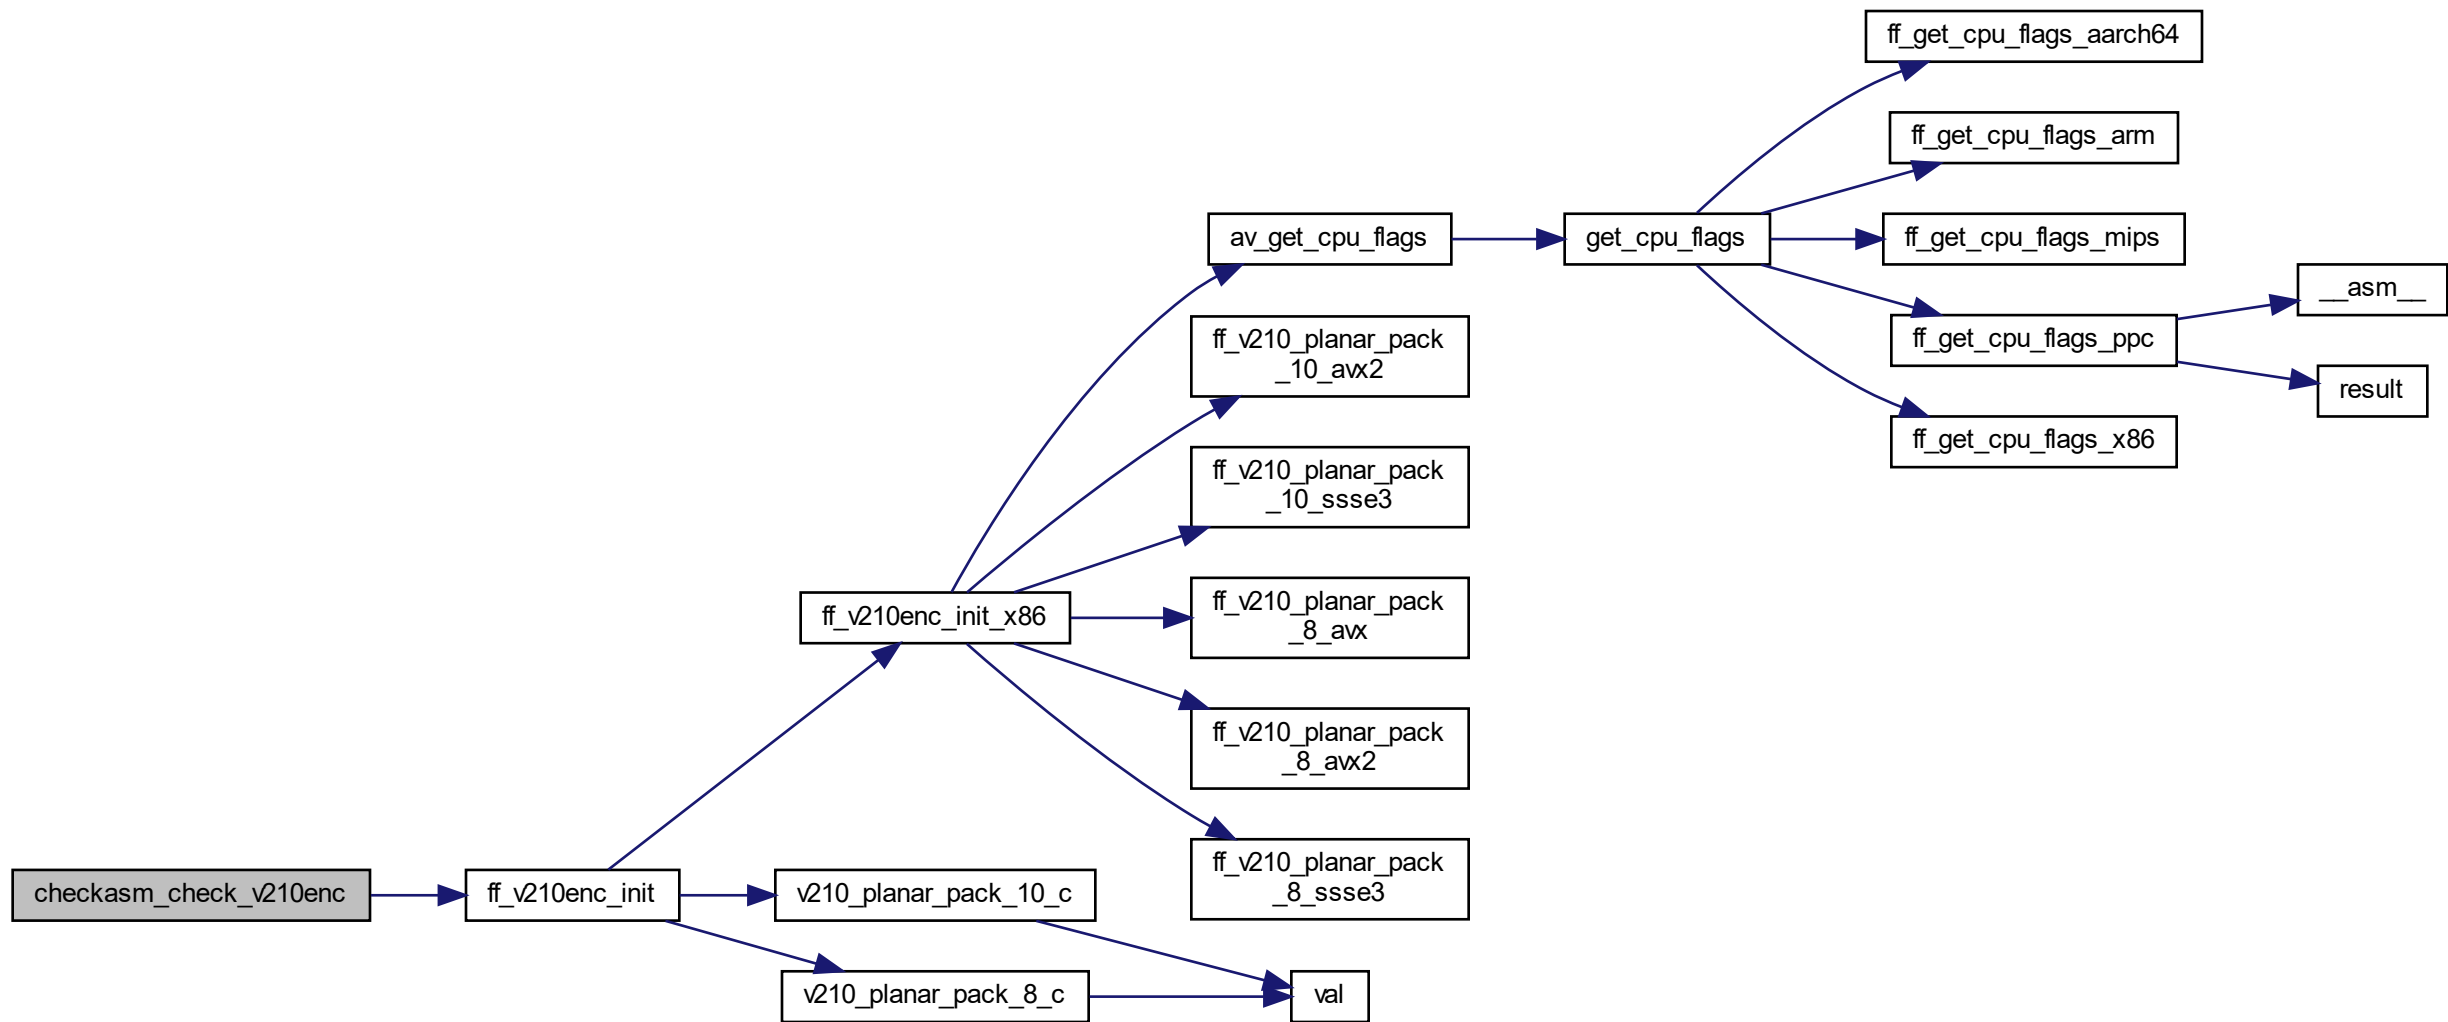 ff_get_cpu_flags_aarch64
ff_get_cpu_flags_arm
av_get_cpu_flags
get_cpu_flags
ff_get_cpu_flags_mips
__asm__
ff_v210_planar_pack
_10_avx2
ff_get_cpu_flags_ppc
result
ff_get_cpu_flags_x86
ff_v210_planar_pack
_10_ssse3
ff_v210enc_init_x86
ff_v210_planar_pack
_8_avx
ff_v210_planar_pack
_8_avx2
ff_v210_planar_pack
_8_ssse3
checkasm_check_v210enc
ff_v210enc_init
v210_planar_pack_10_c
v210_planar_pack_8_c
val